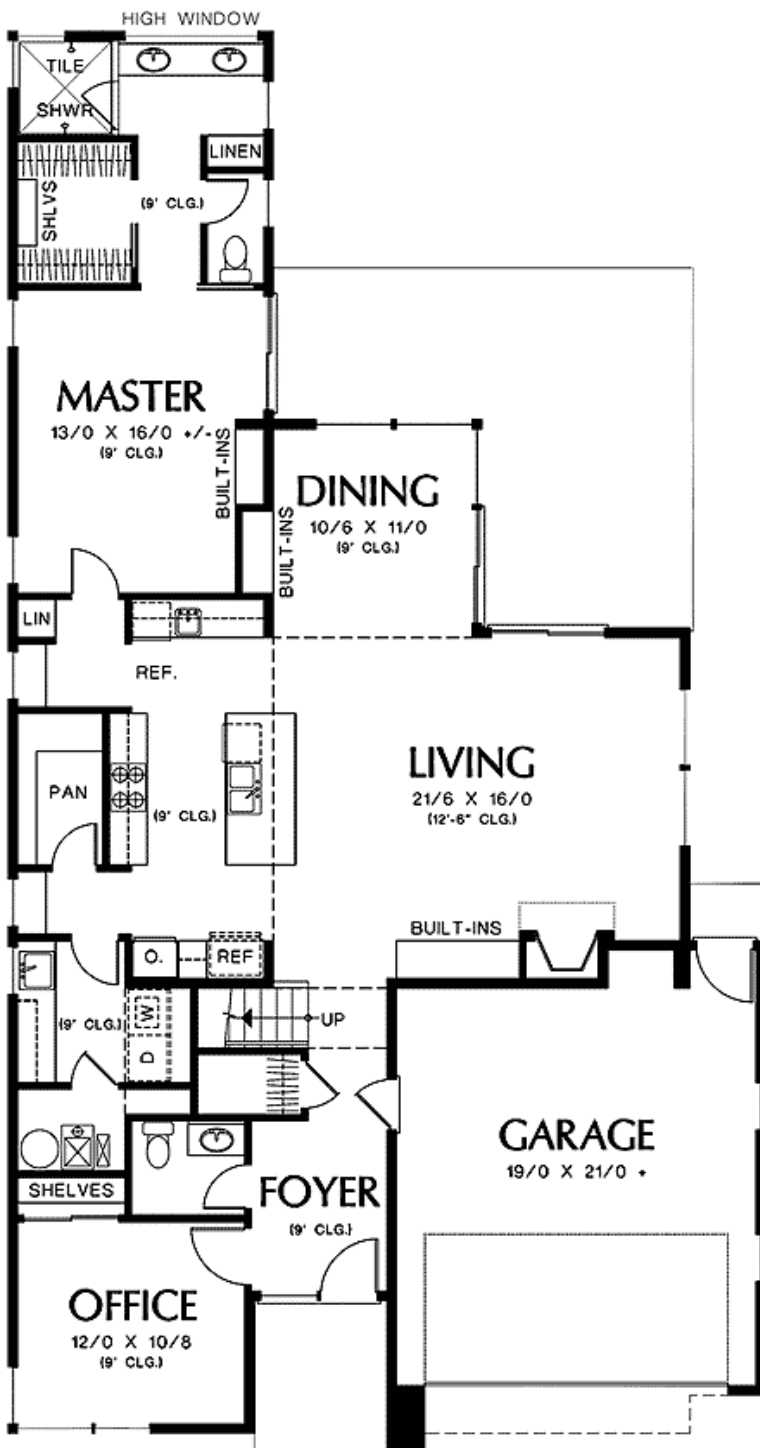 HIGH WINDOW
TILE
SHWR
LINEN
SHLVS
(9' CLG.)
MASTER
13/0 X 16/0 +/-
(9' CLG.)
BUILT-INS
DINING
10/6 X 11/0
(9' CLG.)
BUILT-INS
LIN
REF.
LIVING
21/6 X 16/0
(12'-6" CLG.)
PAN
(9' CLG.)
BUILT-INS
O.
REF
UP
(9' CLG.)
W
D
GARAGE
19/0 X 21/0 +
SHELVES
FOYER
(9' CLG.)
OFFICE
12/0 X 10/8
(9' CLG.)